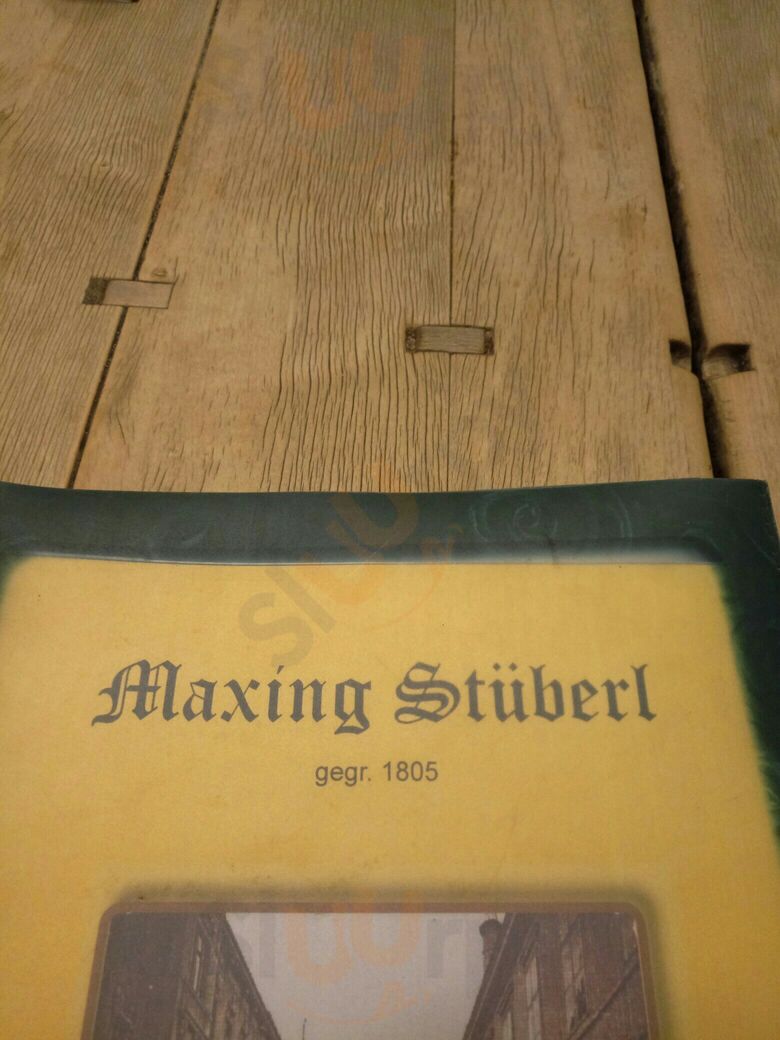 Maxing Stüberl
gegr. 1805